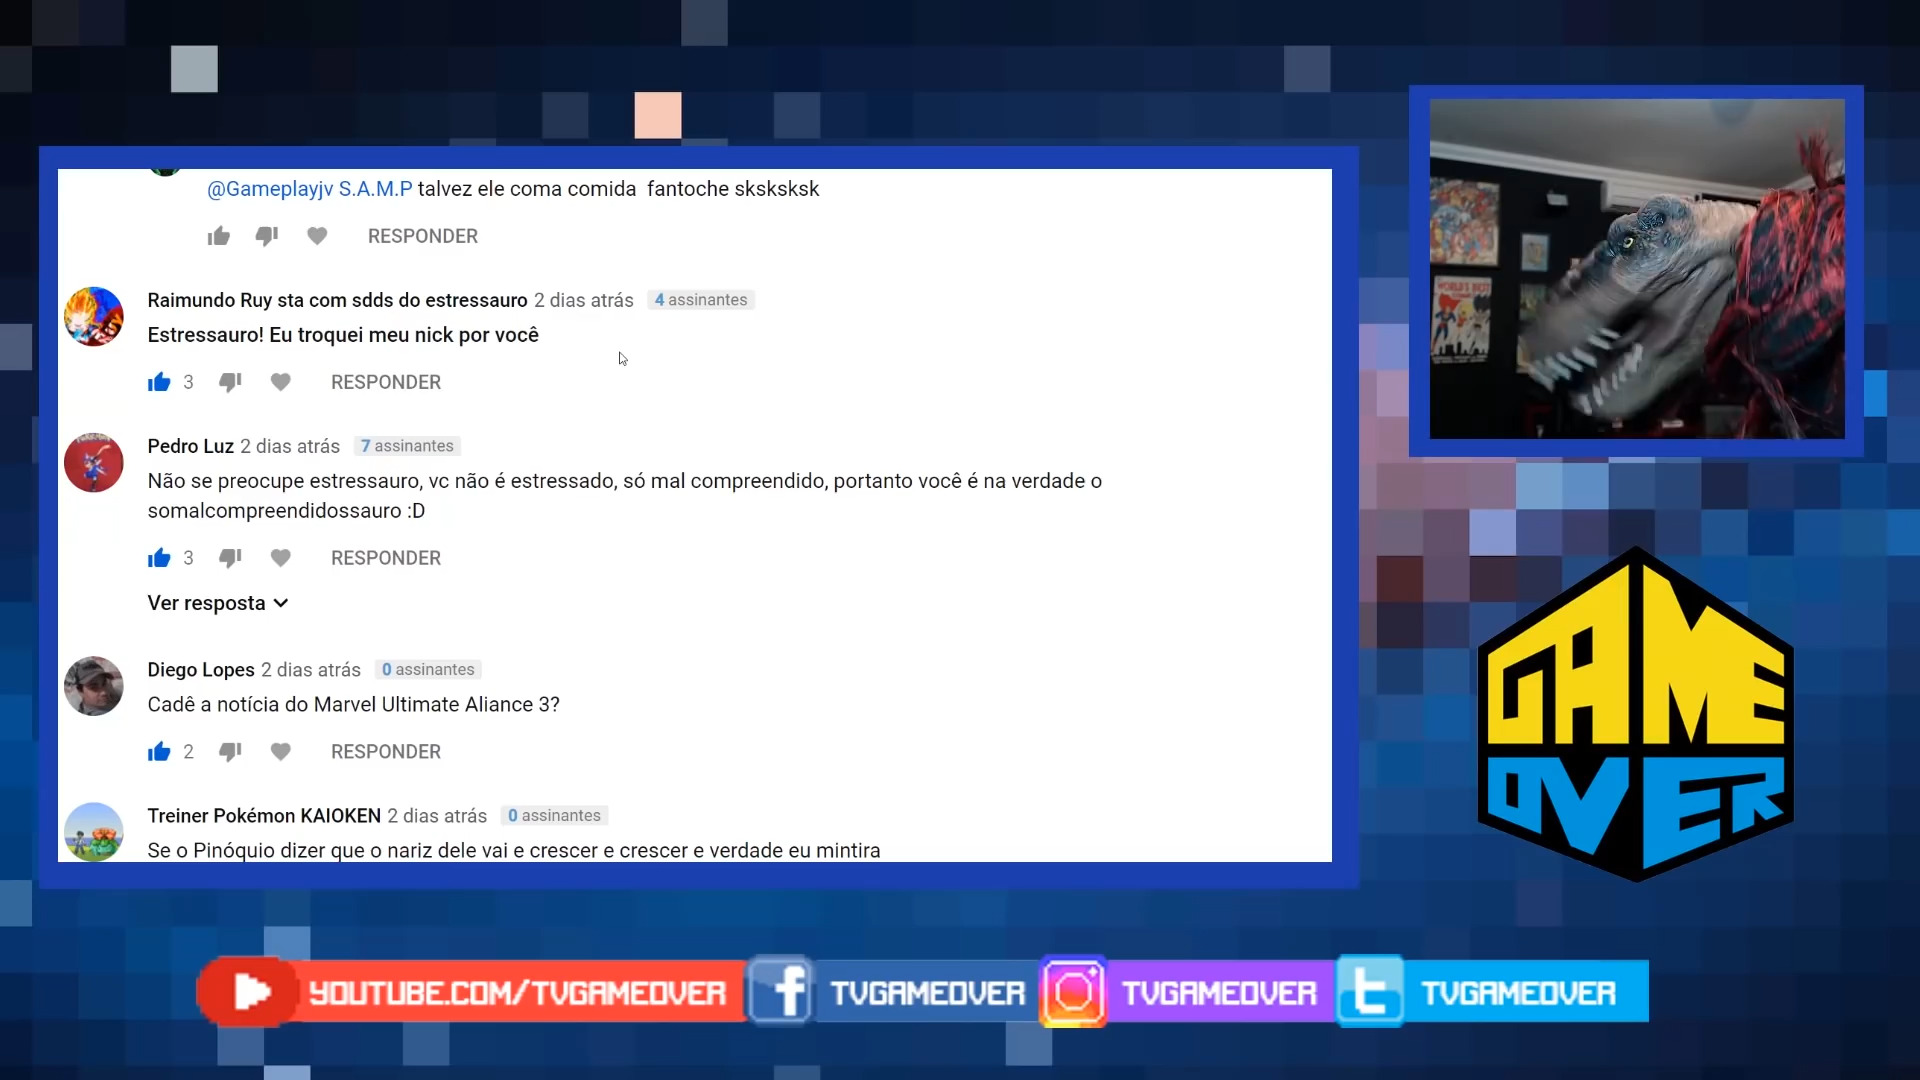 @Gameplayjv S.A.M.P talvez ele coma comida  fantoche sksksksk
RESPONDER
Raimundo Ruy sta com sdds do estressauro 2 dias atrás 4 assinantes
Estressauro! Eu troquei meu nick por você
3 RESPONDER
Pedro Luz 2 dias atrás 7 assinantes
Não se preocupe estressauro, vc não é estressado, só mal compreendido, portanto você é na verdade o
somalcompreendidossauro :D
3 RESPONDER
Ver resposta
Diego Lopes 2 dias atrás 0 assinantes
Cadê a notícia do Marvel Ultimate Aliance 3?
2 RESPONDER
Treiner Pokémon KAIOKEN 2 dias atrás 0 assinantes
Se o Pinóquio dizer que o nariz dele vai e crescer e crescer e verdade eu mintira
WORLD'S BEST
GAME
OVER
YOUTUBE.COM/TVGAMEOVER
TVGAMEOVER
TVGAMEOVER
TVGAMEOVER